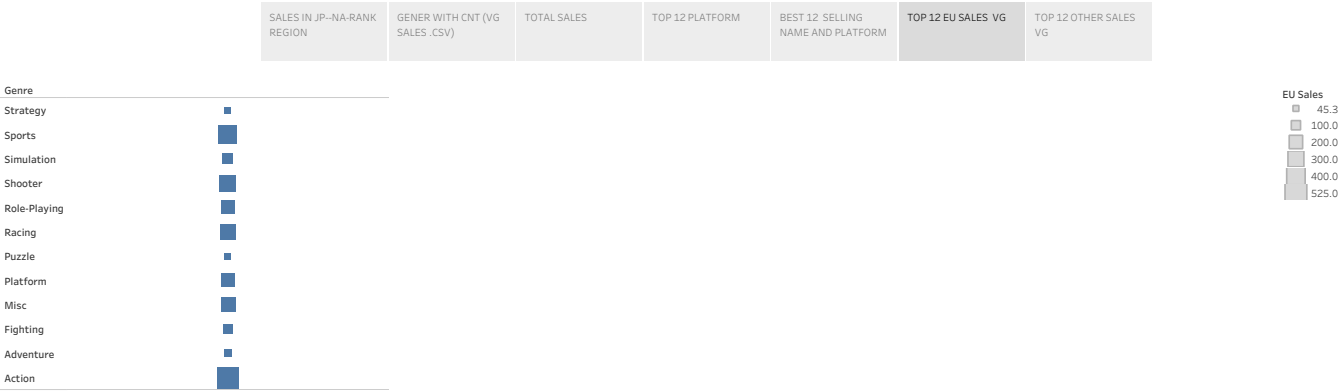 SALES IN JP--NA-RANK
REGION
GENER WITH CNT (VG
SALES .CSV)
TOTAL SALES
TOP 12 PLATFORM
BEST 12  SELLING
NAME AND PLATFORM
TOP 12 EU SALES  VG
TOP 12 OTHER SALES
VG
Genre
Strategy
Sports
Simulation
Shooter
Role-Playing
Racing
Puzzle
Platform
Misc
Fighting
Adventure
Action
EU Sales
45.3
100.0
200.0
300.0
400.0
525.0